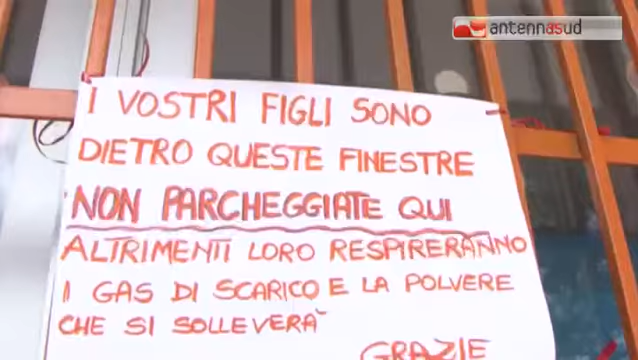 antennasud
I VOSTRI FIGLI SONO
DIETRO QUESTE FINESTRE
NON PARCHEGGIATE QUI
ALTRIMENTI LORO RESPIRERANNO
I GAS DI SCARICO E LA POLVERE
CHE SI SOLLEVERÀ
GRAZIE